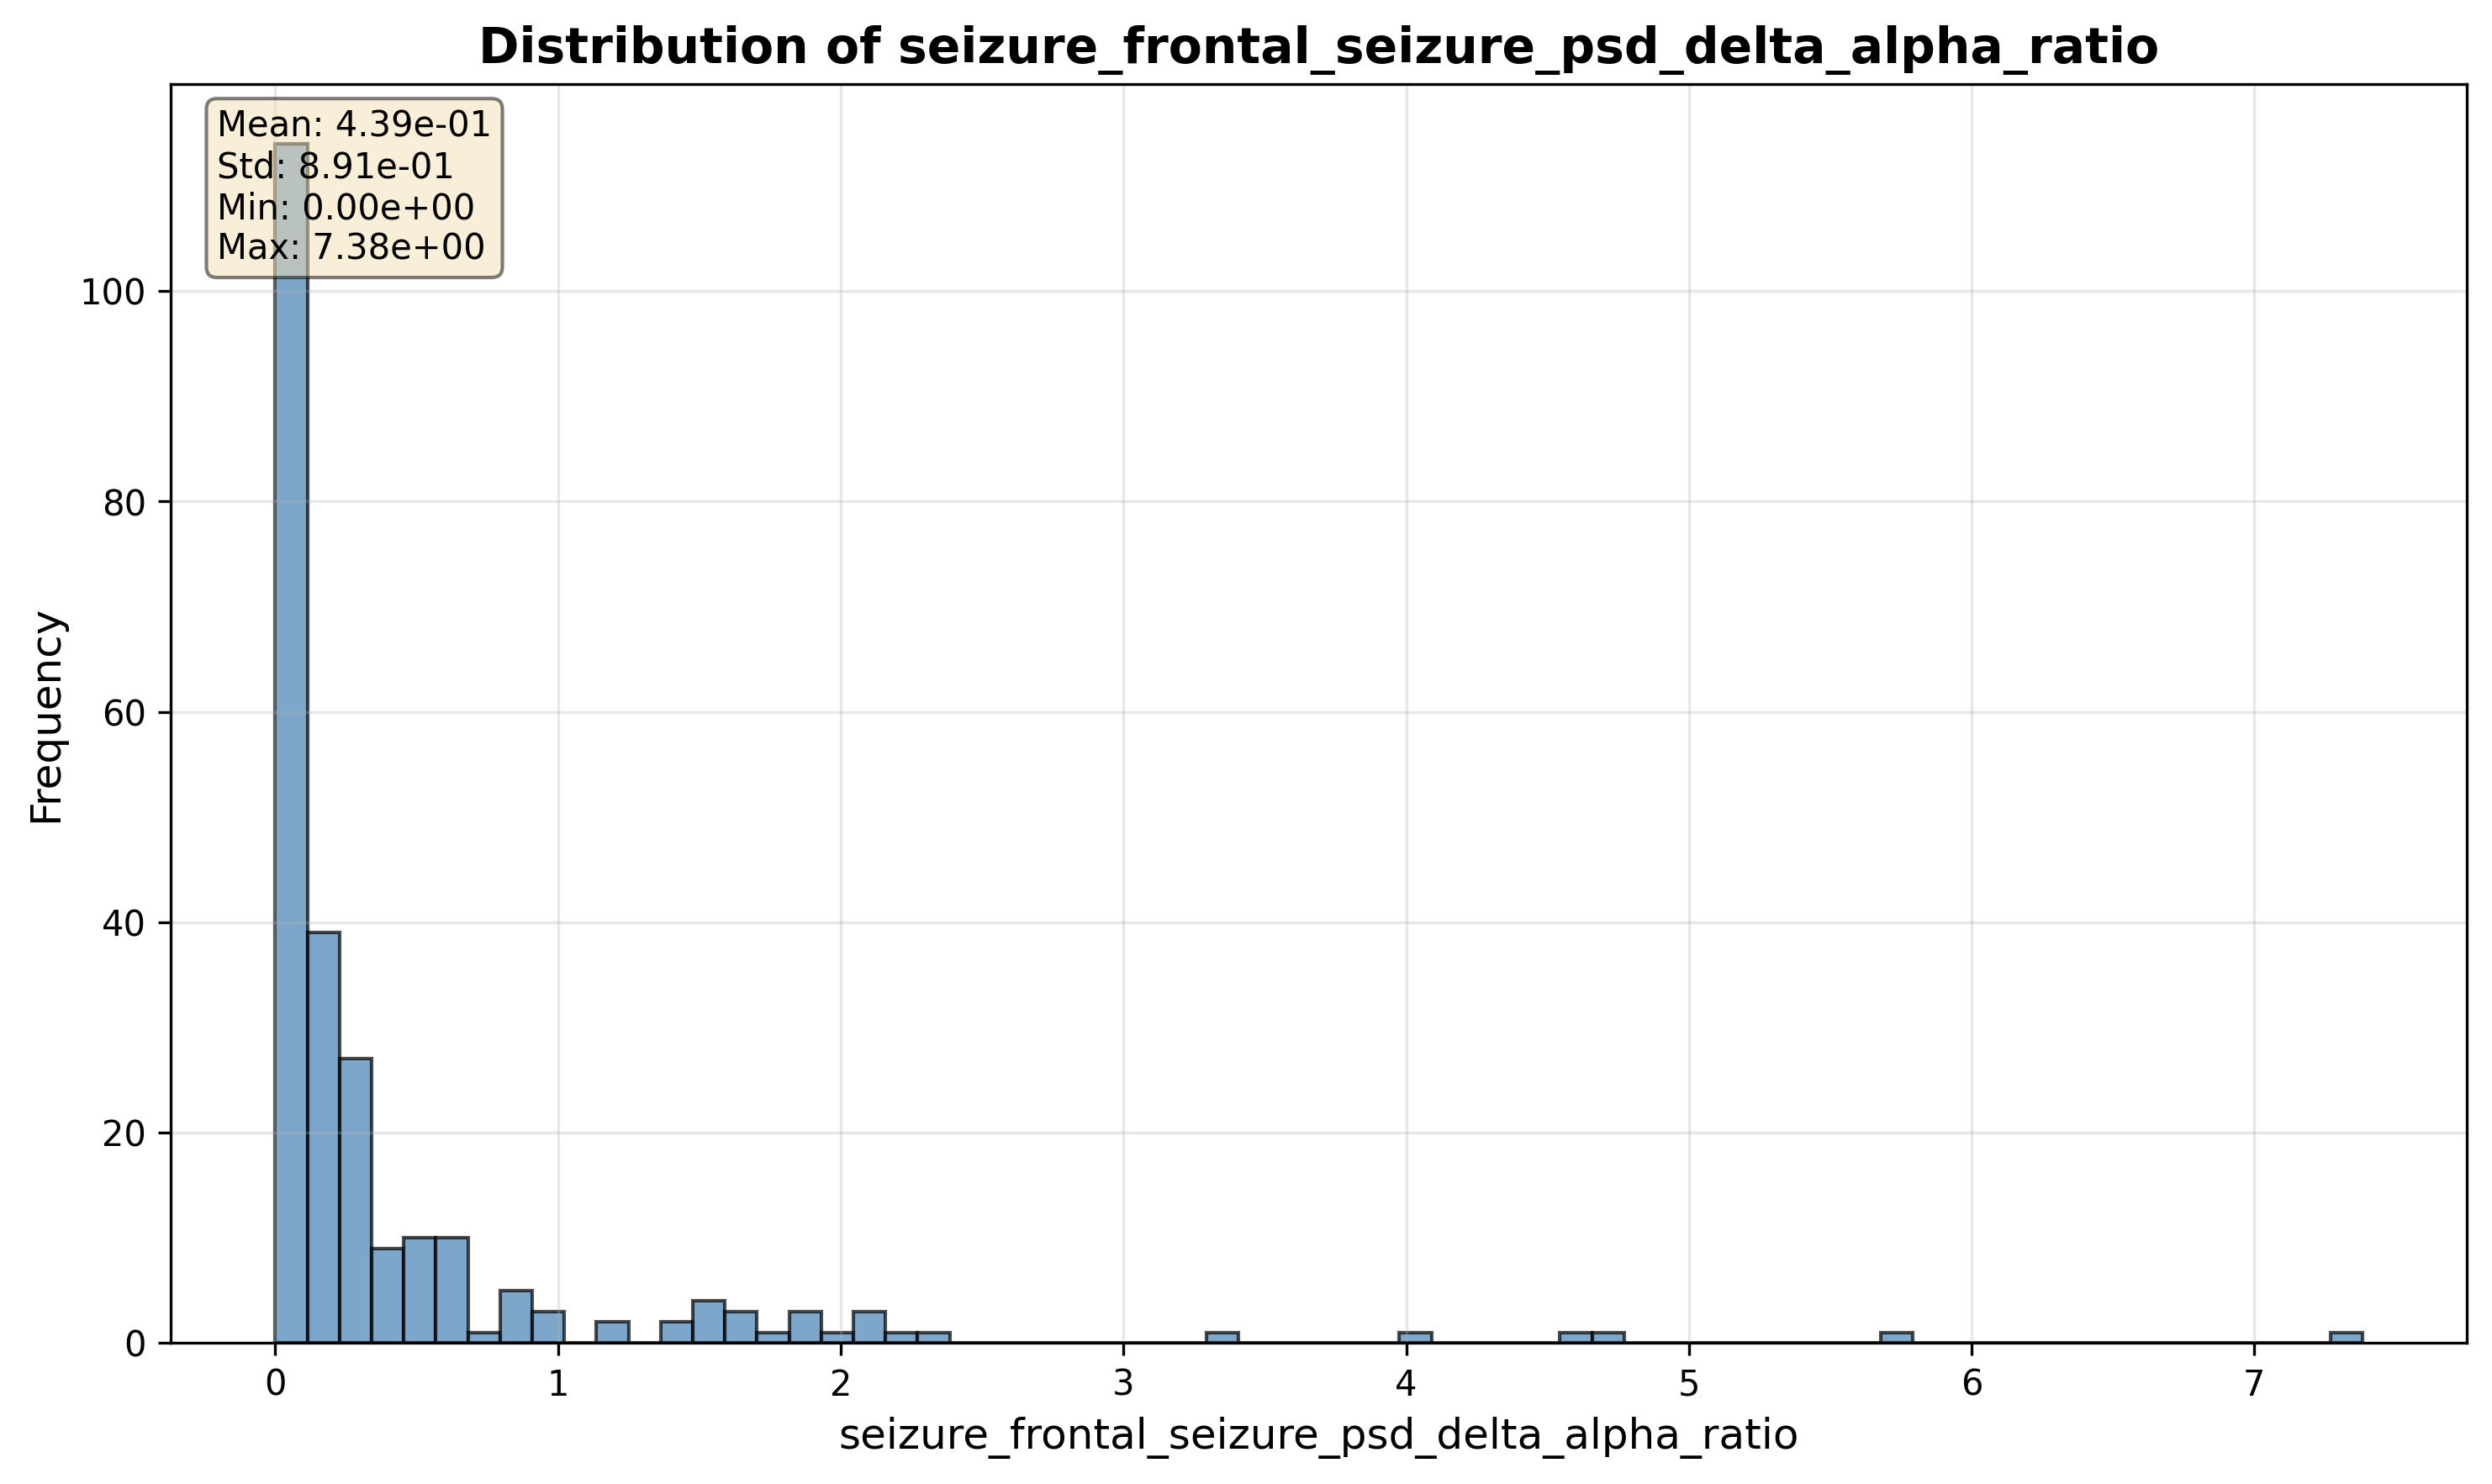 Distribution of seizure_frontal_seizure_psd_delta_alpha_ratio
Mean: 4.39e-01
Std: 8.91e-01
Min: 0.00e+00
Max: 7.38e+00
100
80
60
40
20
0
Frequency
0 1 2 3 4 5 6 7
seizure_frontal_seizure_psd_delta_alpha_ratio